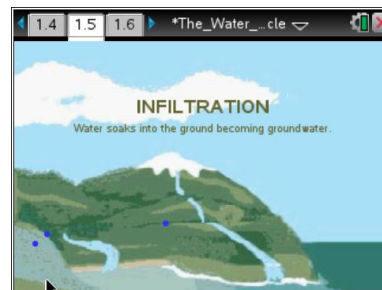 1.4 1.5 1.6 *The_Water_...cle
INFILTRATION
Water soaks into the ground becoming groundwater.